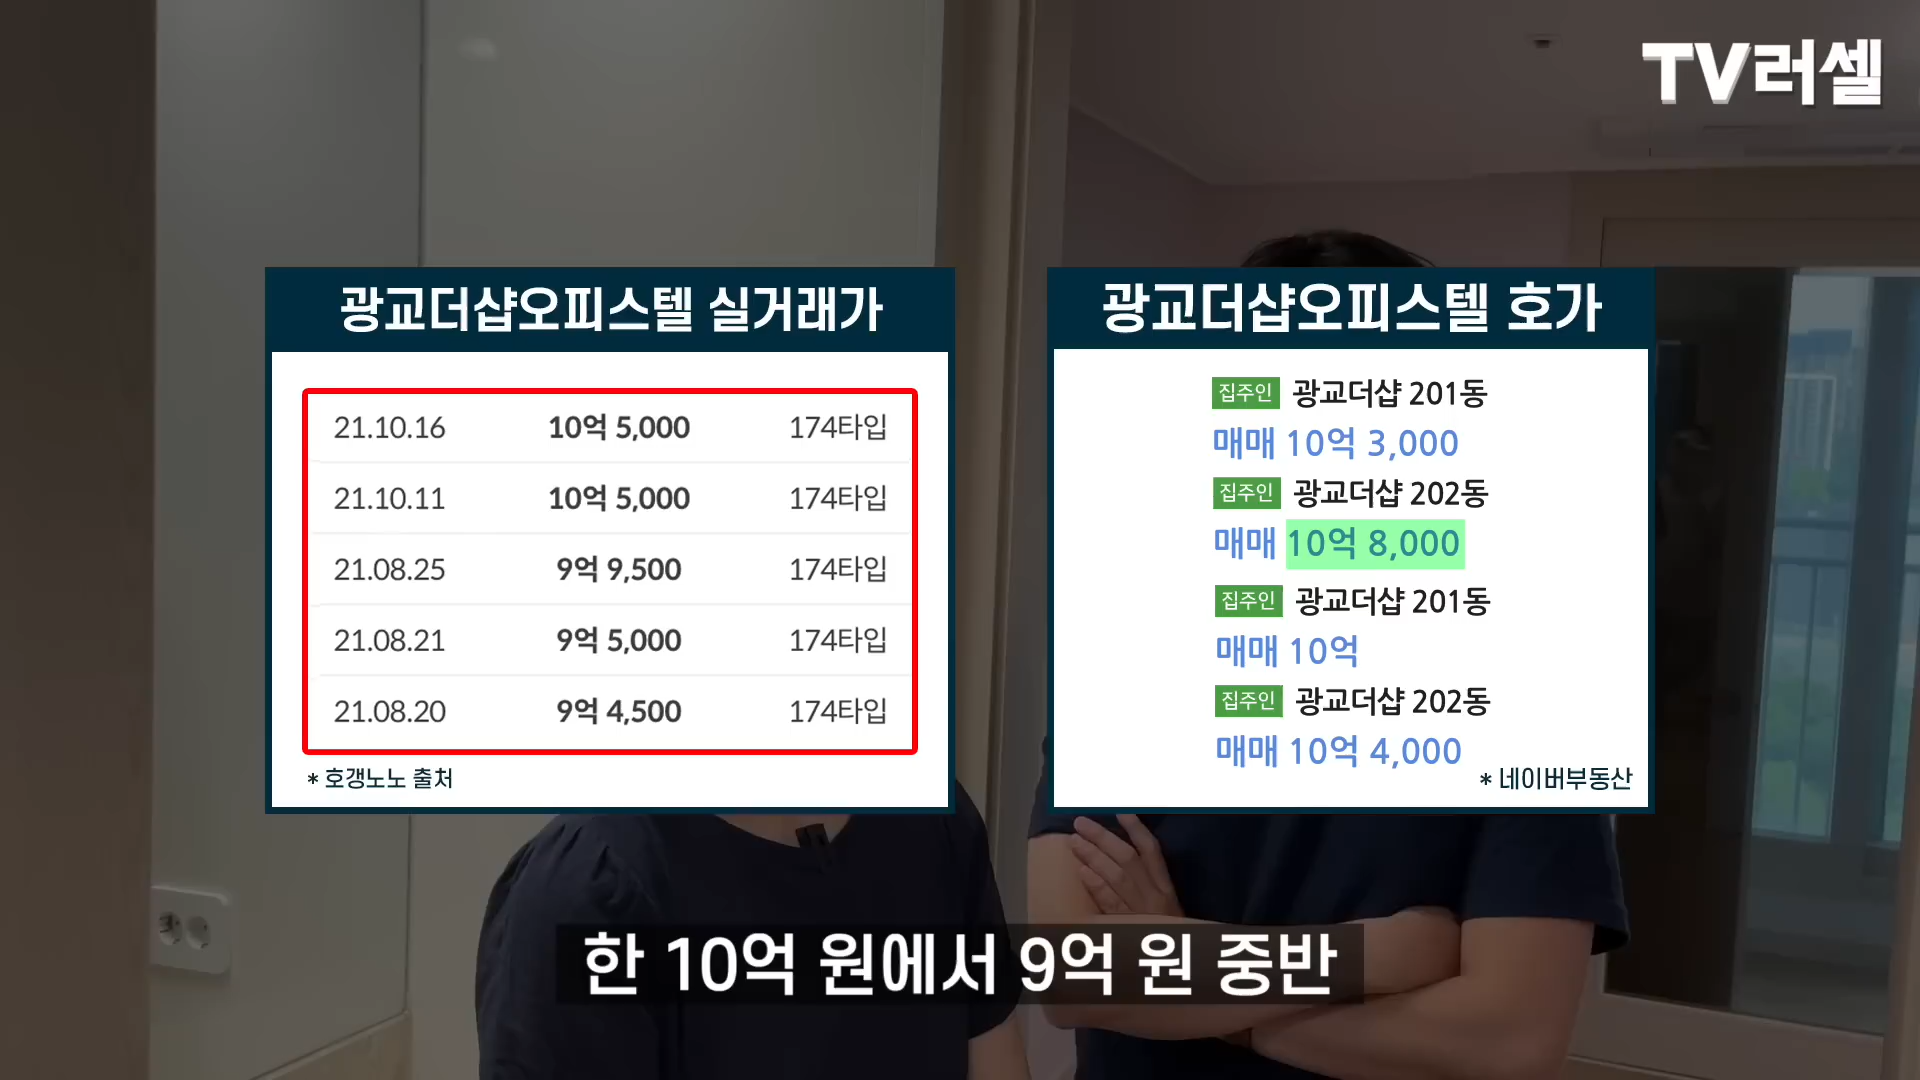 TV러셀
광교더샵오피스텔 실거래가
21.10.16 10억 5,000 174타입
21.10.11 10억 5,000 174타입
21.08.25 9억 9,500 174타입
21.08.21 9억 5,000 174타입
21.08.20 9억 4,500 174타입
* 호갱노노 출처
광교더샵오피스텔 호가
집주인 광교더샵 201동
매매 10억 3,000
집주인 광교더샵 202동
매매 10억 8,000
집주인 광교더샵 201동
매매 10억
집주인 광교더샵 202동
매매 10억 4,000
* 네이버부동산
한 10억 원에서 9억 원 중반